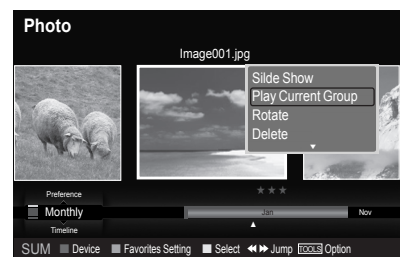 Photo
Image001.jpg
Silde Show
Play Current Group
Rotate
Delete
Preference
Monthly
Jan
Nov
Timeline
SUM Device Favorites Setting Select Jump TOOLS Option